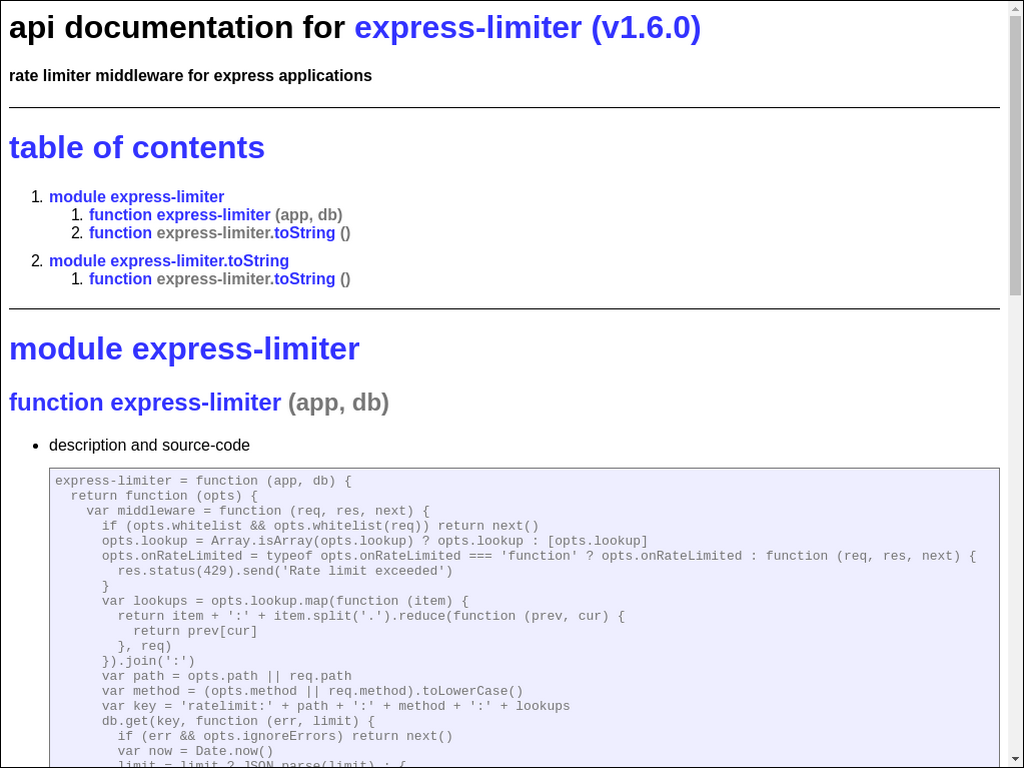 api documentation for express-limiter (v1.6.0)
rate limiter middleware for express applications
table of contents
1. module express-limiter
1. function express-limiter (app, db)
2. function express-limiter.toString ()
2. module express-limiter.toString
1. function express-limiter.toString ()
module express-limiter
function express-limiter (app, db)
• description and source-code
express-limiter = function (app, db) {
  return function (opts) {
    var middleware = function (req, res, next) {
      if (opts.whitelist && opts.whitelist(req)) return next()
      opts.lookup = Array.isArray(opts.lookup) ? opts.lookup : [opts.lookup]
      opts.onRateLimited = typeof opts.onRateLimited === 'function' ? opts.onRateLimited : function (req, res, next) {
        res.status(429).send('Rate limit exceeded')
      }
      var lookups = opts.lookup.map(function (item) {
        return item + ':' + item.split('.').reduce(function (prev, cur) {
          return prev[cur]
        }, req)
      }).join(':')
      var path = opts.path || req.path
      var method = (opts.method || req.method).toLowerCase()
      var key = 'ratelimit:' + path + ':' + method + ':' + lookups
      db.get(key, function (err, limit) {
        if (err && opts.ignoreErrors) return next()
        var now = Date.now()
        limit = limit ? JSON.parse(limit) : {